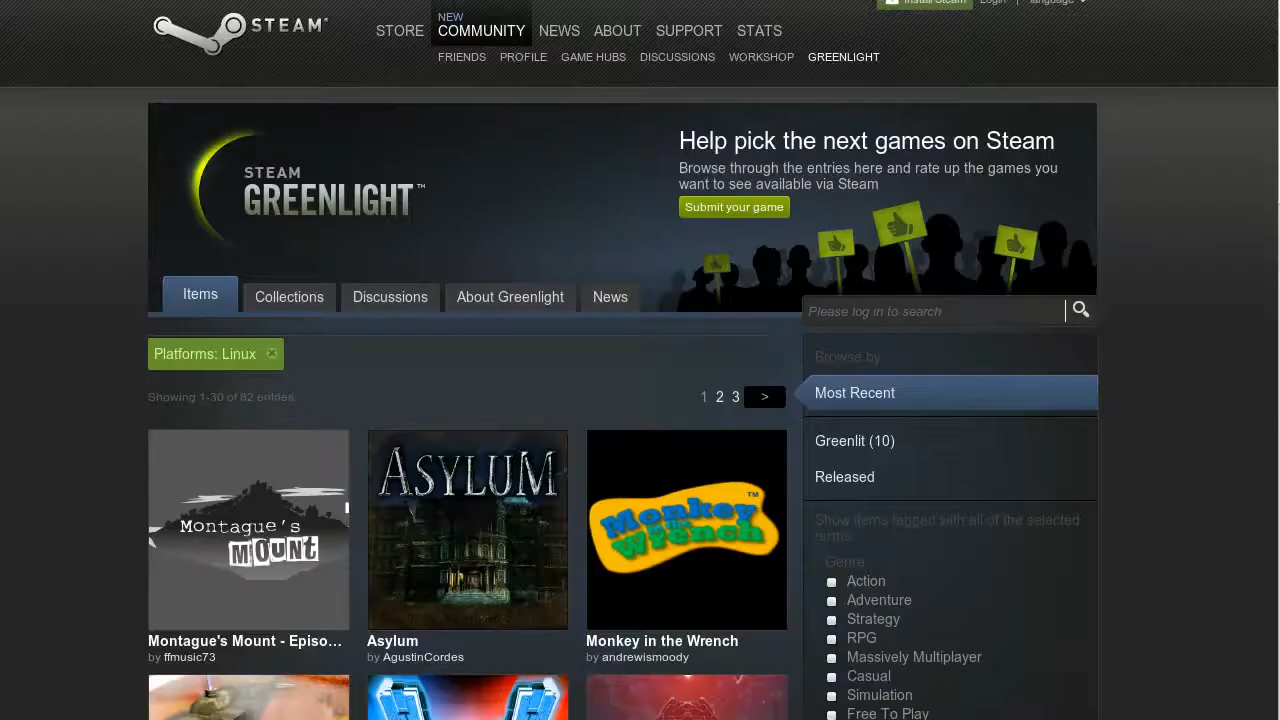 Install Steam Login | language
STEAM
NEW
STORE COMMUNITY NEWS ABOUT SUPPORT STATS
FRIENDS PROFILE GAME HUBS DISCUSSIONS WORKSHOP GREENLIGHT
STEAM
GREENLIGHT™
Help pick the next games on Steam
Browse through the entries here and rate up the games you
want to see available via Steam
Submit your game
Items Collections Discussions About Greenlight News
Please log in to search
Platforms: Linux
Showing 1-30 of 82 entries
1 2 3 >
Browse by
Most Recent
Greenlit (10)
Released
Show items tagged with all of the selected
terms
Genre
Action
Adventure
Strategy
RPG
Massively Multiplayer
Casual
Simulation
Free To Play
Montague's
MOUNT
ASYLUM
Monkey
in the
Wrench
TM
Montague's Mount - Episo...
by ffmusic73
Asylum
by AgustinCordes
Monkey in the Wrench
by andrewismoody